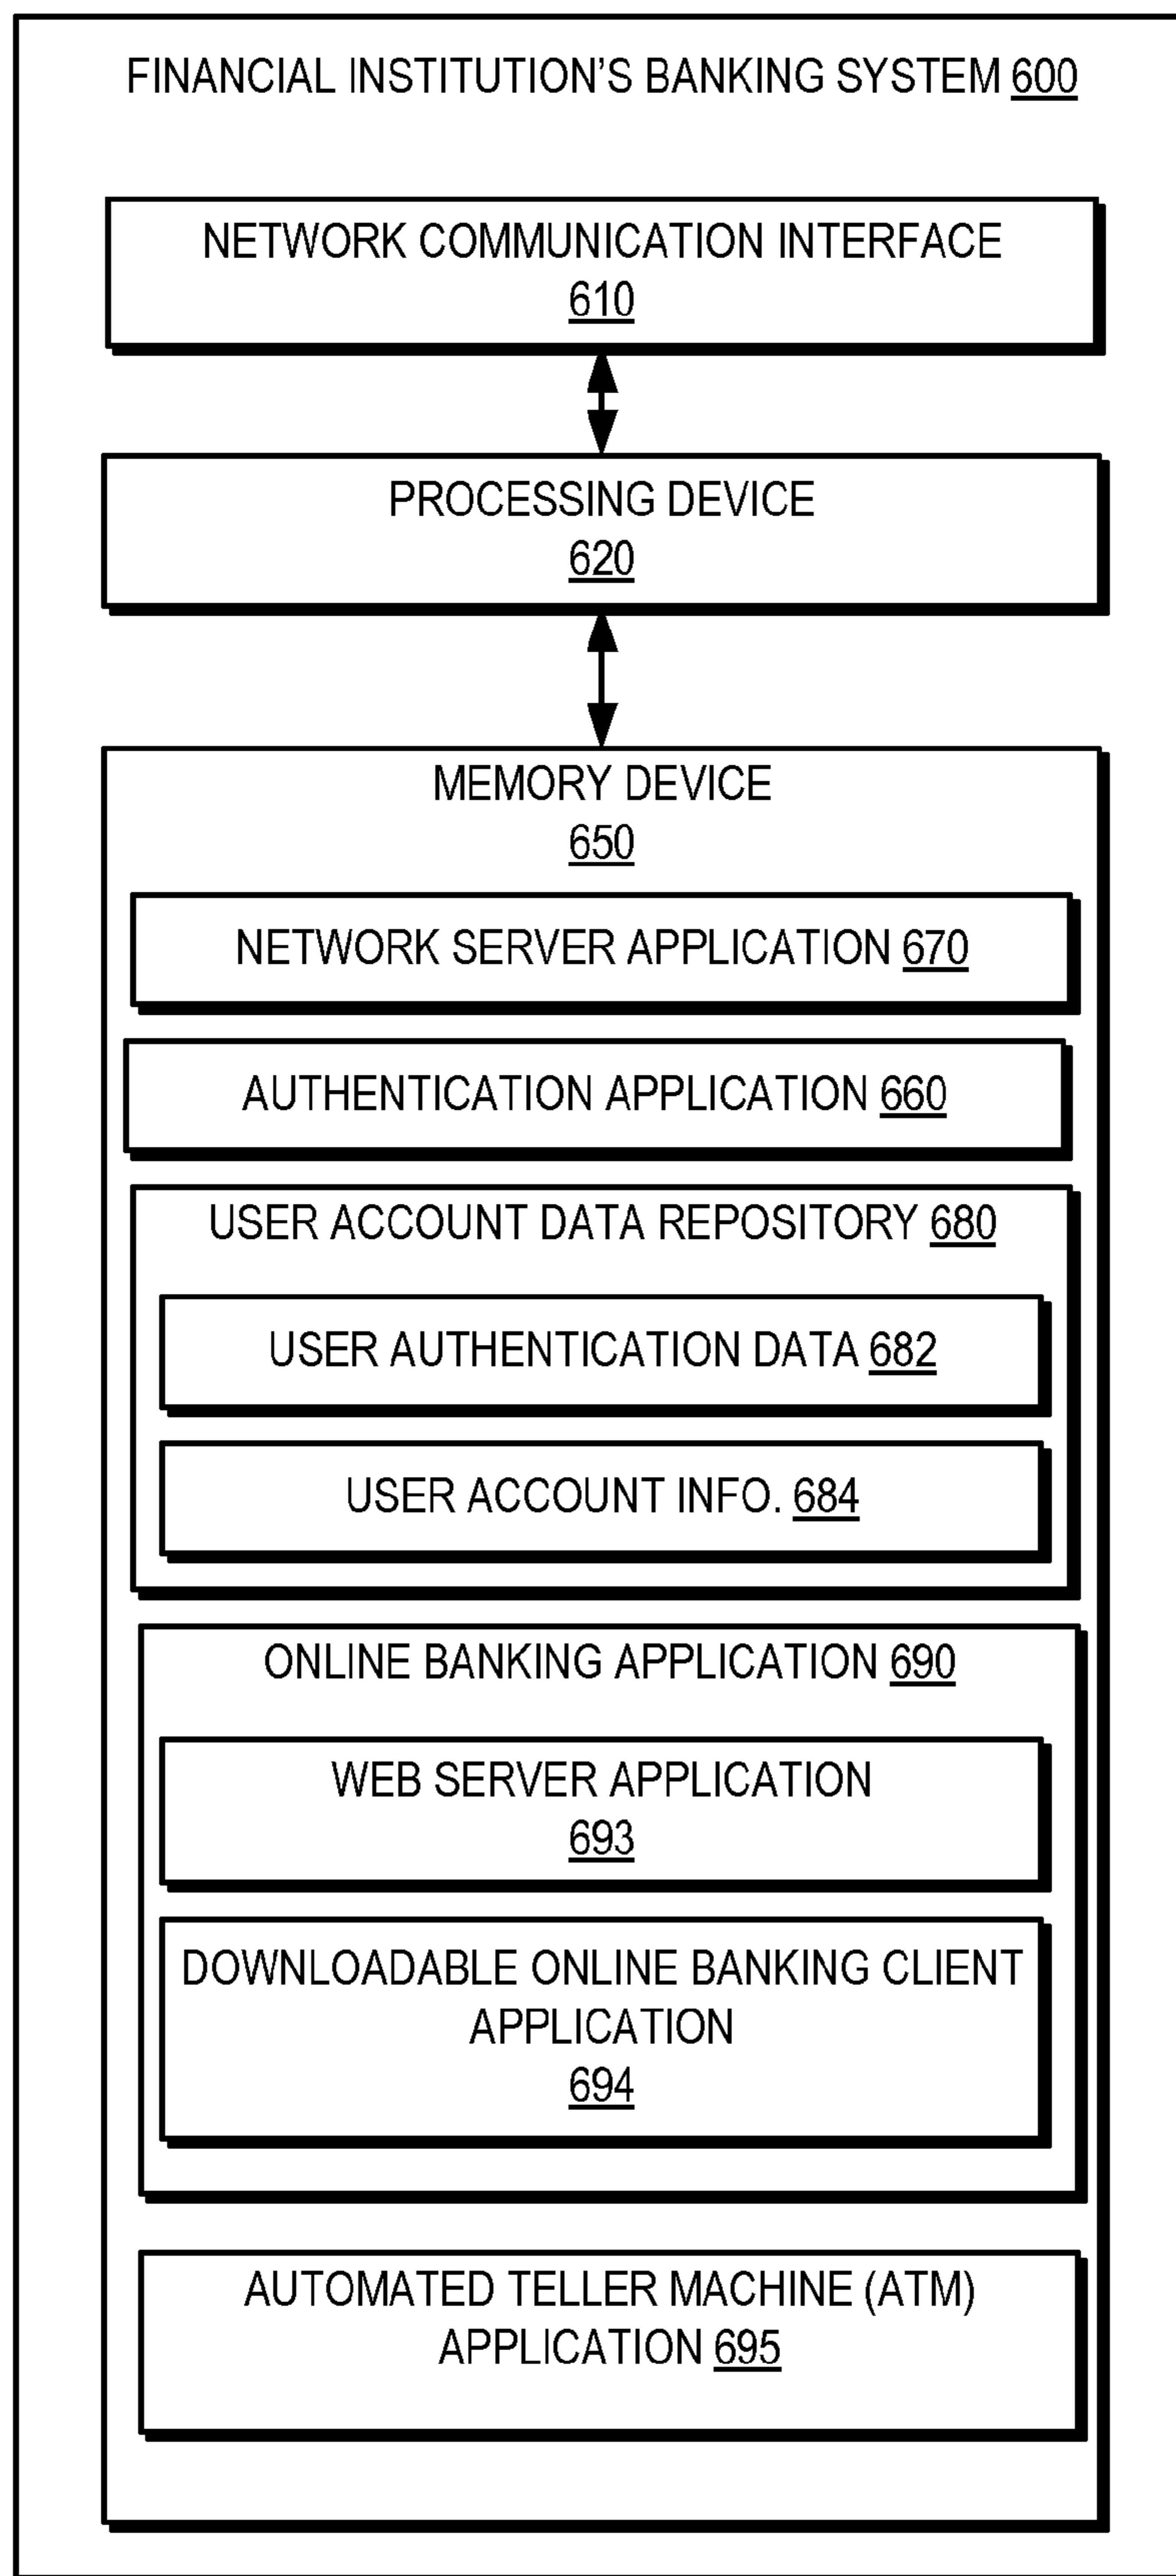 FINANCIAL INSTITUTION'S BANKING SYSTEM 600
NETWORK COMMUNICATION INTERFACE
610
PROCESSING DEVICE
620
MEMORY DEVICE
650
NETWORK SERVER APPLICATION 670
AUTHENTICATION APPLICATION 660
USER ACCOUNT DATA REPOSITORY 680
USER AUTHENTICATION DATA 682
USER ACCOUNT INFO. 684
ONLINE BANKING APPLICATION 690
WEB SERVER APPLICATION
693
DOWNLOADABLE ONLINE BANKING CLIENT
APPLICATION
694
AUTOMATED TELLER MACHINE (ATM)
APPLICATION 695